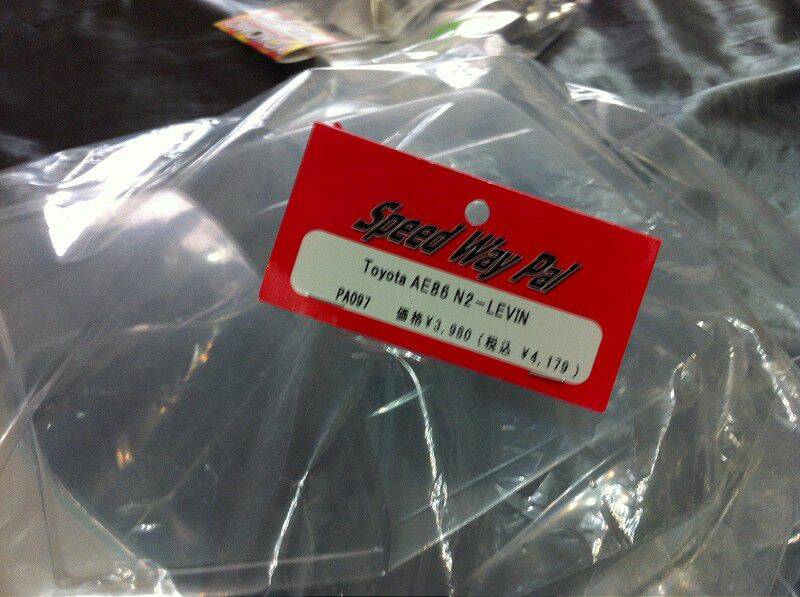 Speed Way Pal
Toyota AE86 N2-LEVIN
PA097 価格¥3,980(税込 ¥4,179)